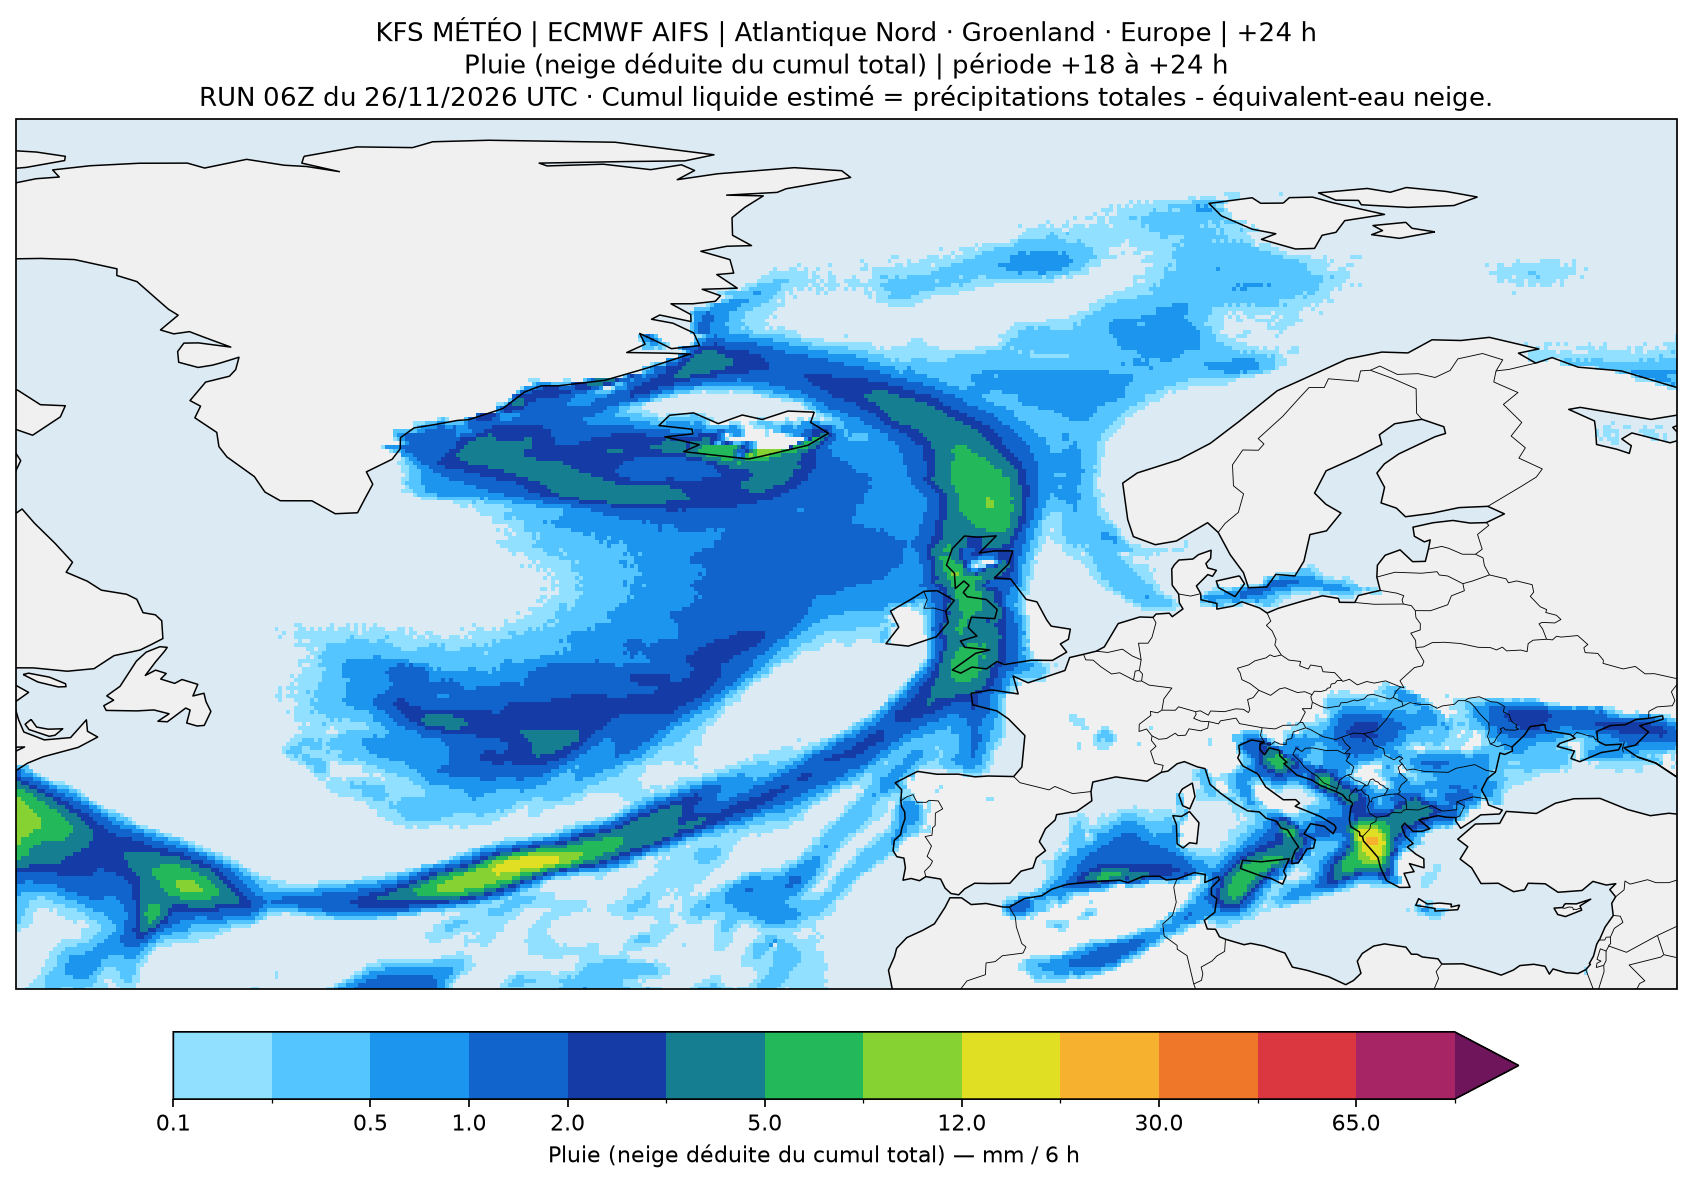 KFS MÉTÉO | ECMWF AIFS | Atlantique Nord · Groenland · Europe | +24 h
Pluie (neige déduite du cumul total) | période +18 à +24 h
RUN 06Z du 26/11/2026 UTC · Cumul liquide estimé = précipitations totales - équivalent-eau neige.
0.1 0.5 1.0 2.0 5.0 12.0 30.0 65.0
Pluie (neige déduite du cumul total) — mm / 6 h